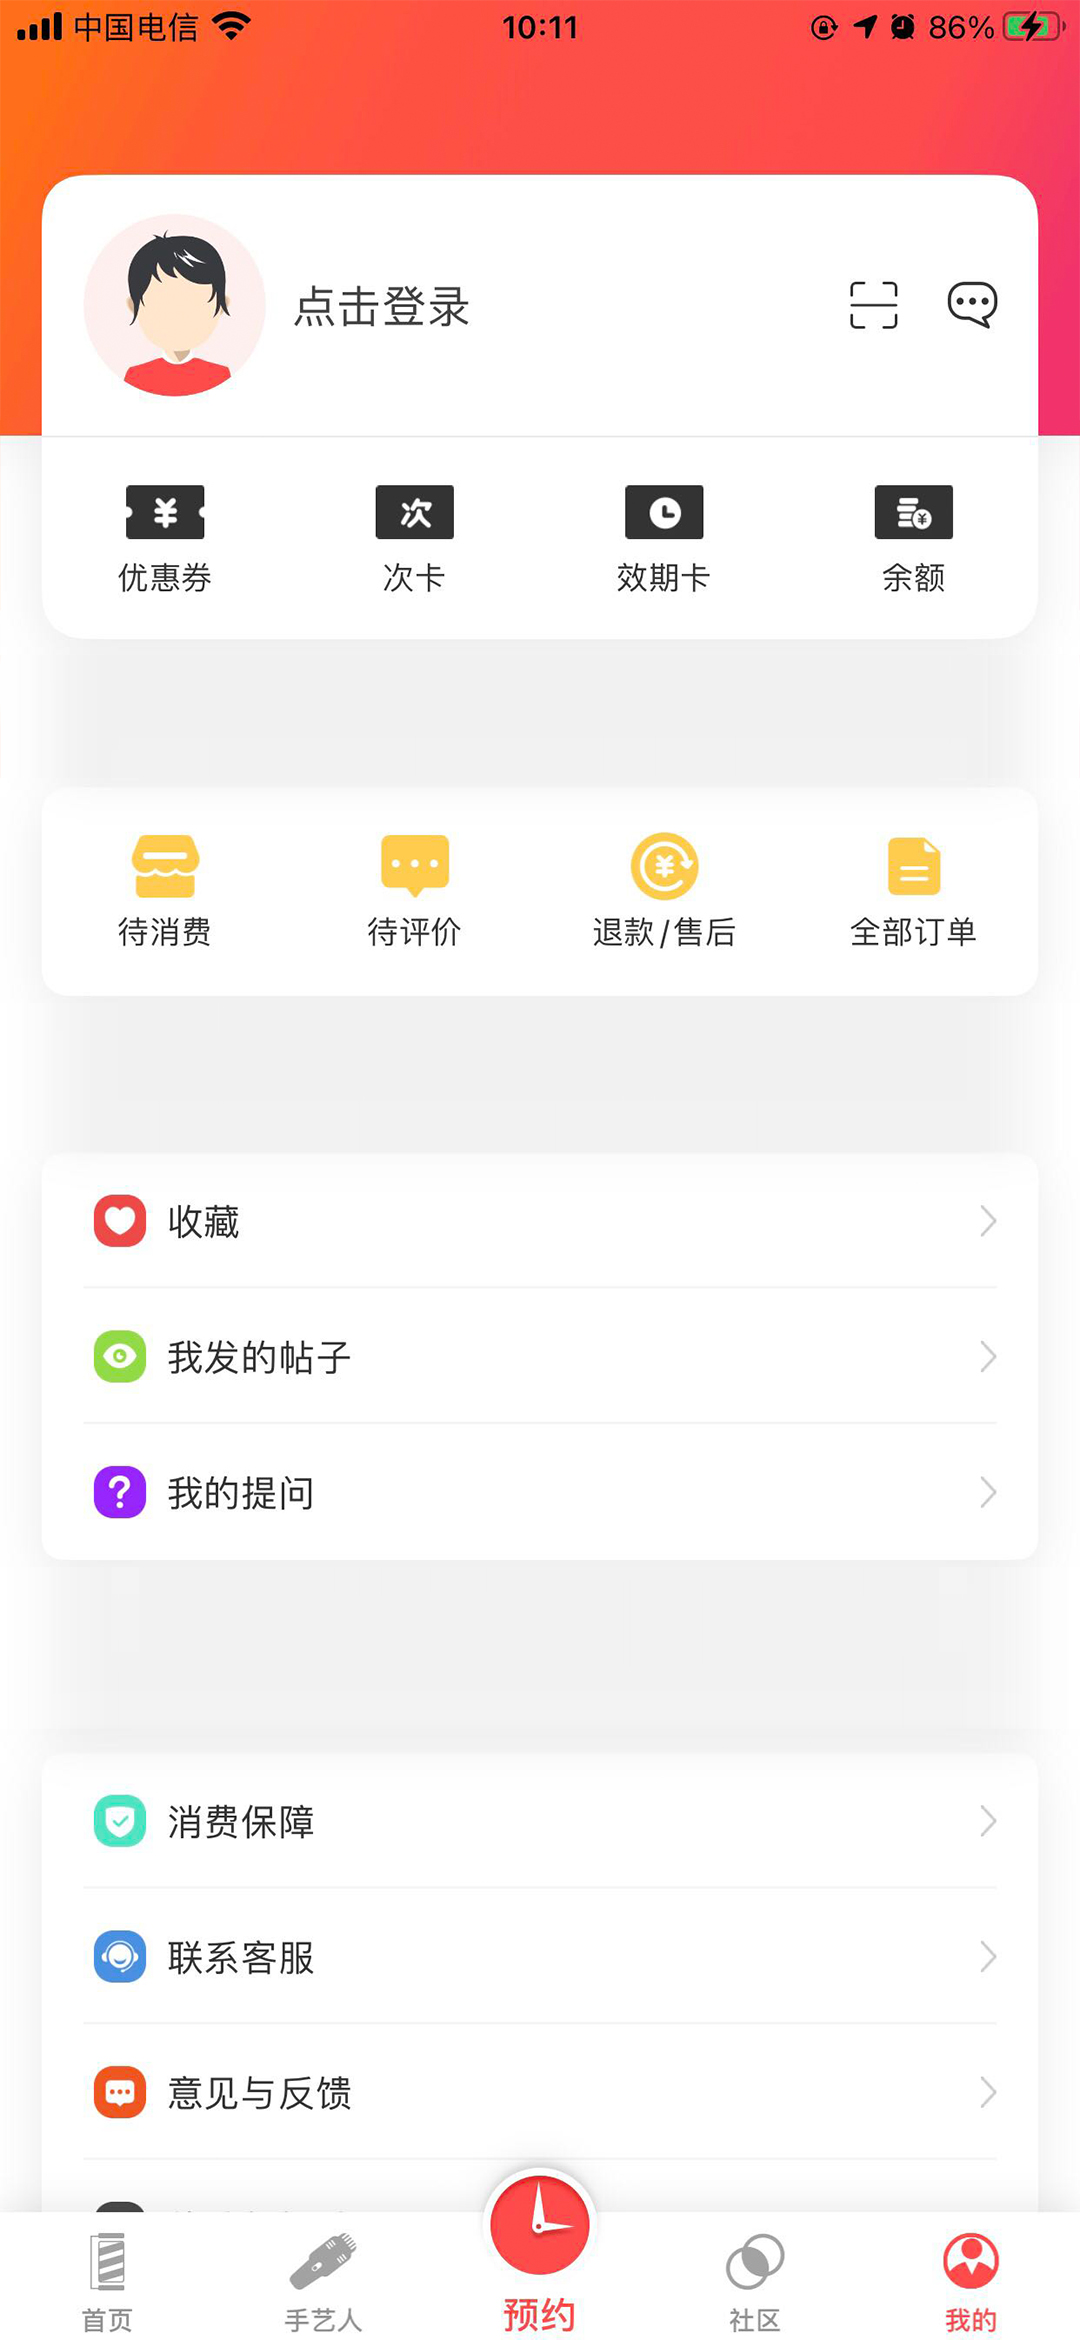 中国电信 10:11 86%
点击登录
次
优惠券 次卡 效期卡 余额
待消费 待评价 退款/售后 全部订单
收藏
我发的帖子
我的提问
消费保障
联系客服
意见与反馈
首页 手艺人 预约 社区 我的